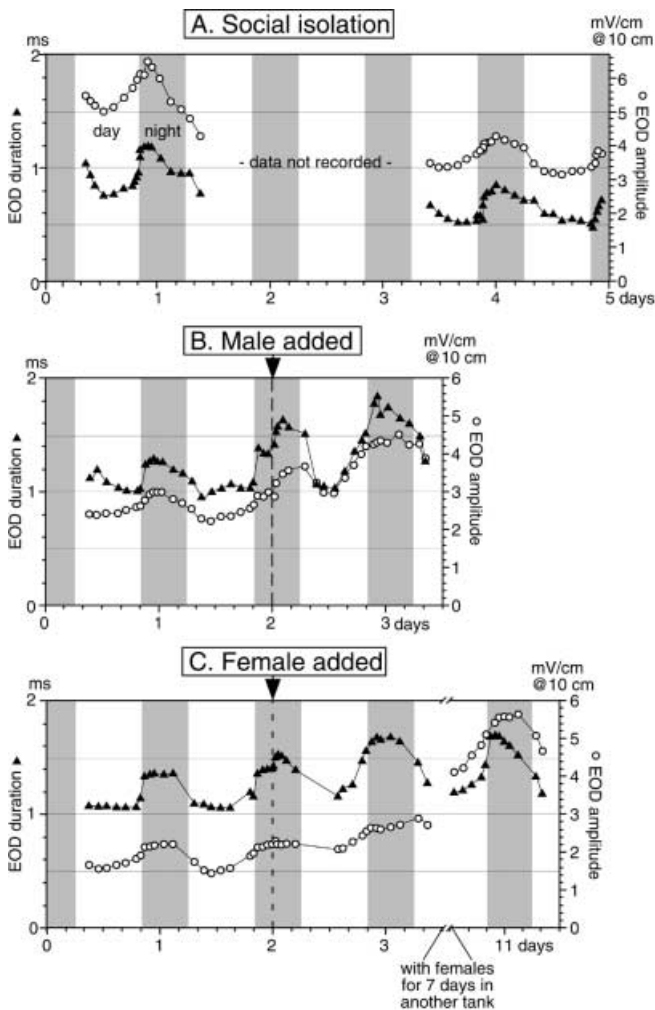 A. Social isolation
ms
mV/cm
@10 cm
2
1
0
EOD duration ▲
day
night
- data not recorded -
6
5
4
3
2
1
0
○ EOD amplitude
0
1
2
3
4
5 days
B. Male added
ms
mV/cm
@10 cm
2
1
0
EOD duration ▲
6
5
4
3
2
1
0
○ EOD amplitude
0
1
2
3 days
C. Female added
ms
mV/cm
@10 cm
2
1
0
EOD duration ▲
6
5
4
3
2
1
0
○ EOD amplitude
0
1
2
3
11 days
with females
for 7 days in
another tank